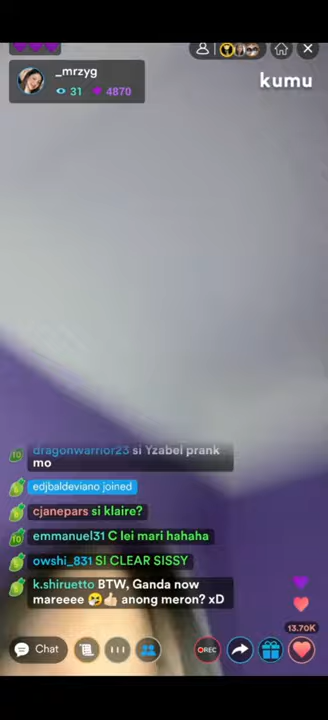 _mrzyg
31 4870
kumu
dragonwarrior23 si Yzabel prank
mo
edjbaldeviano joined
cjanepars si klaire?
emmanuel31 C lei mari hahaha
owshi_831 SI CLEAR SISSY
k.shiruetto BTW, Ganda now
mareeee 🤪👍🏻 anong meron? xD
13.70K
Chat
REC